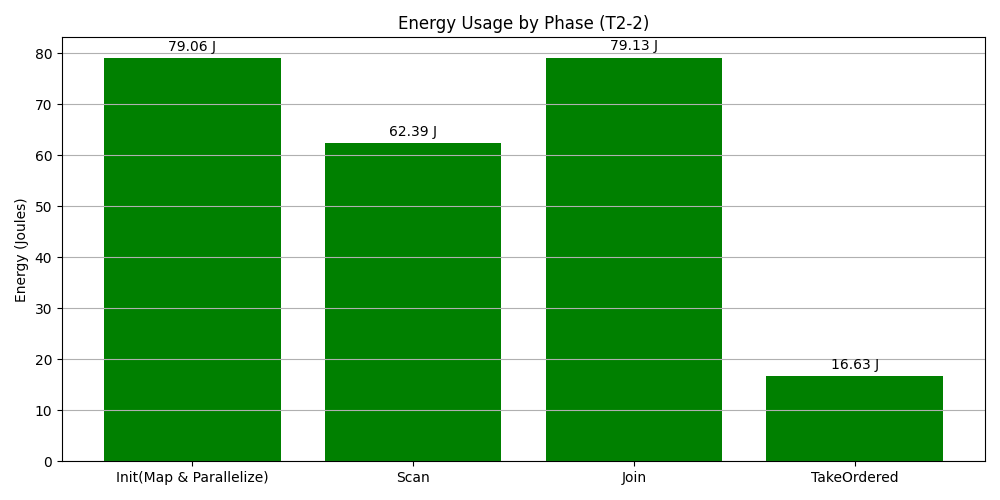 Energy Usage by Phase (T2-2)
Energy (Joules)
80
70
60
50
40
30
20
10
0
79.06 J
62.39 J
79.13 J
16.63 J
Init(Map & Parallelize)
Scan
Join
TakeOrdered